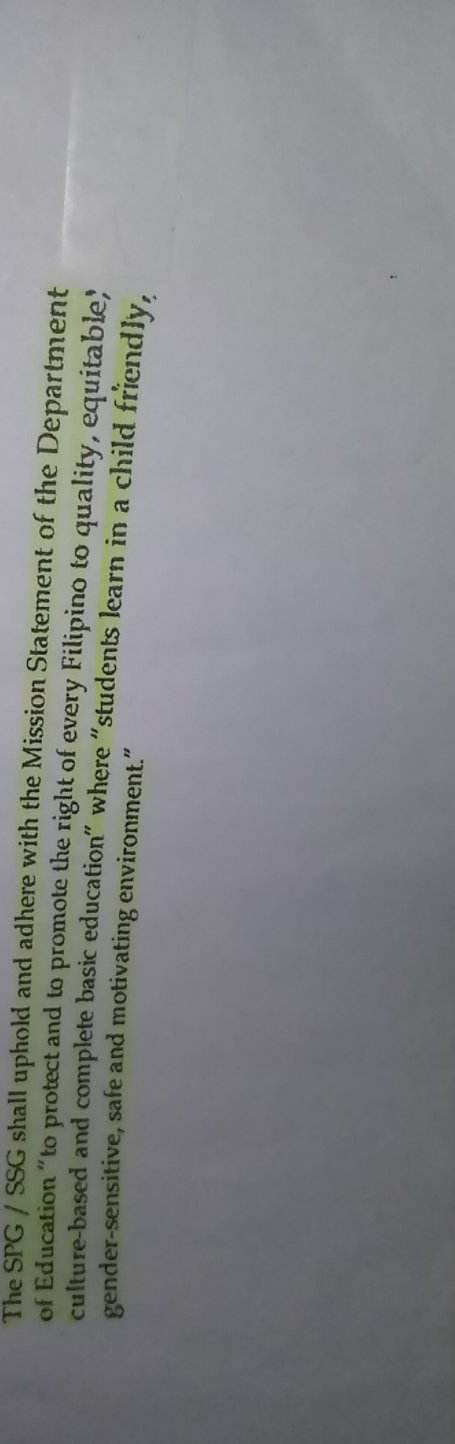 The SPG / SSG shall uphold and adhere with the Mission Statement of the Department
of Education "to protect and to promote the right of every Filipino to quality, equitable,
culture-based and complete basic education" where "students learn in a child friendly,
gender-sensitive, safe and motivating environment."